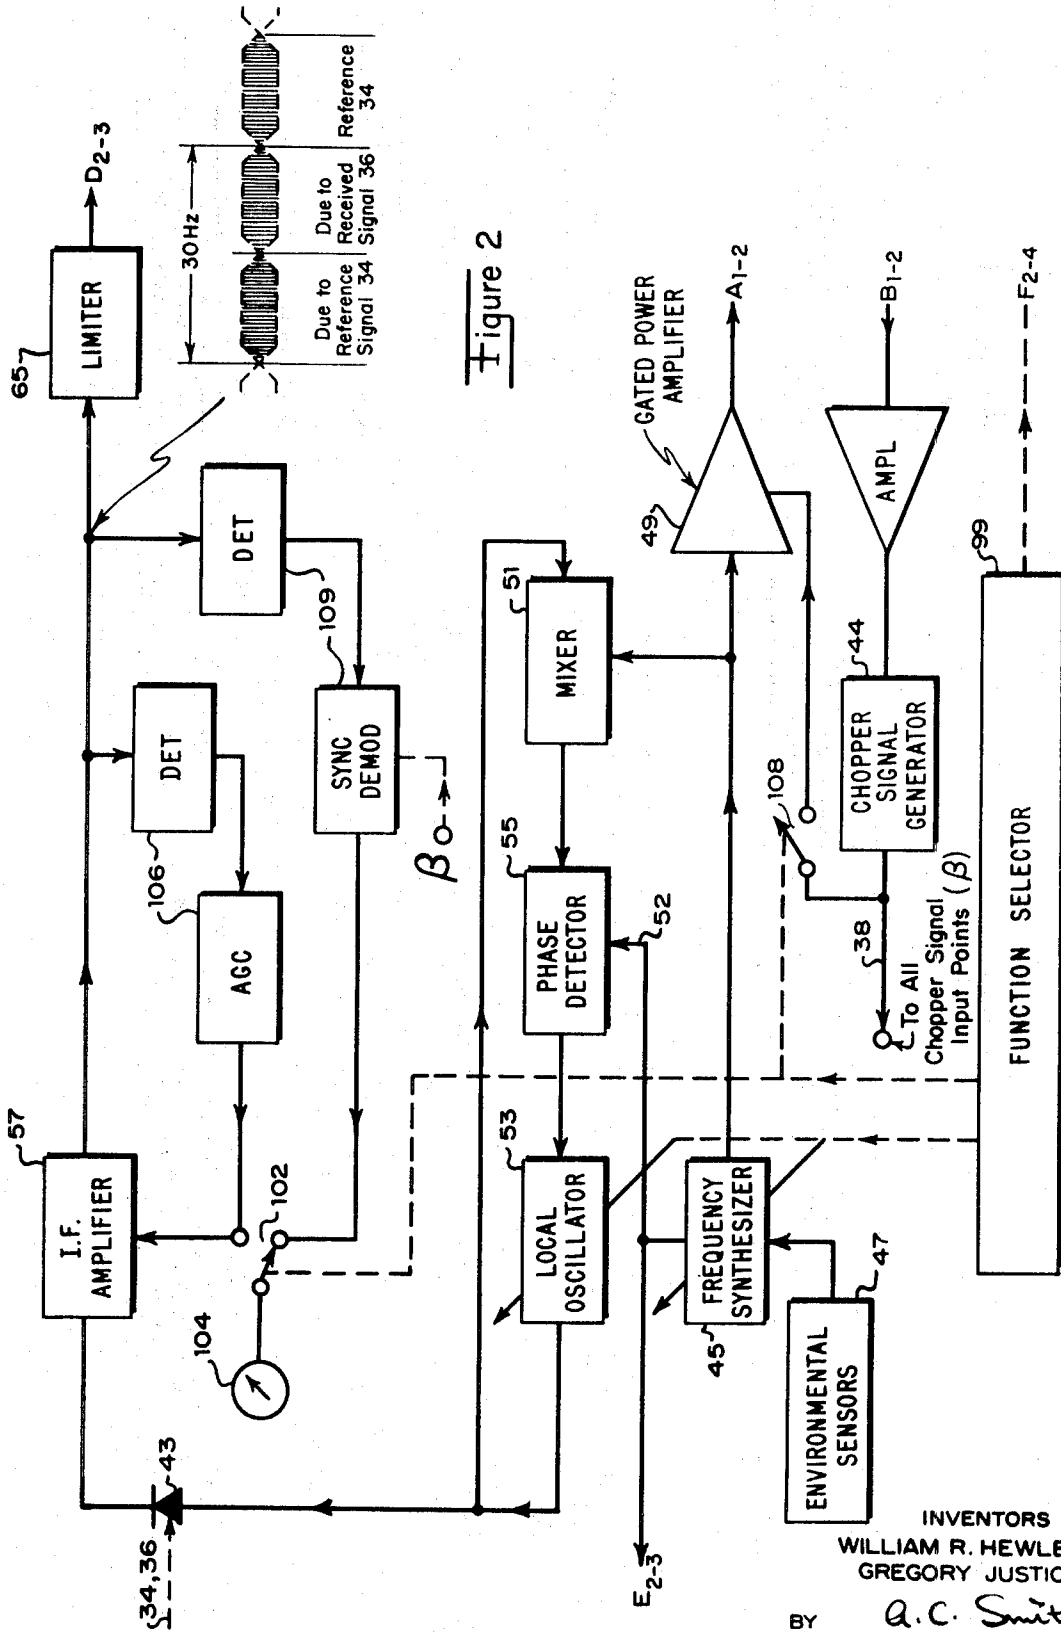 65
LIMITER
D2-3
30Hz
Due to
Reference
Signal 34
Due to
Received
Signal 36
Reference
34
Figure 2
57
I.F.
AMPLIFIER
DET
106
AGC
DET
109
SYNC
DEMOD
β
102
104
34,36
43
51
MIXER
55
PHASE
DETECTOR
52
53
LOCAL
OSCILLATOR
45
FREQUENCY
SYNTHESIZER
47
ENVIRONMENTAL
SENSORS
E2-3
GATED POWER
AMPLIFIER
49
A1-2
108
AMPL
B1-2
44
CHOPPER
SIGNAL
GENERATOR
38
To All
Chopper Signal
Input Points (β)
99
FUNCTION SELECTOR
F2-4
INVENTORS
WILLIAM R. HEWLE
GREGORY JUSTIC
BY a.c. Smit